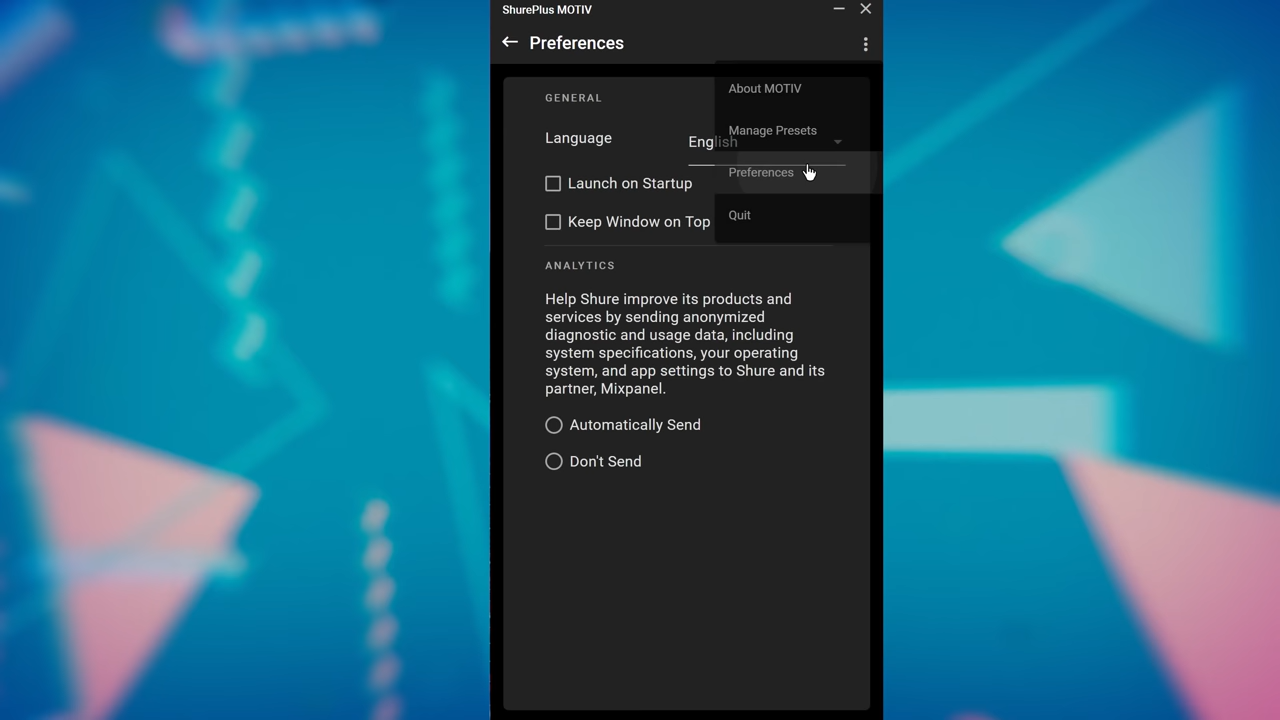 ShurePlus MOTIV
Preferences
About MOTIV
Manage Presets
Preferences
Quit
GENERAL
Language
English
Launch on Startup
Keep Window on Top
ANALYTICS
Help Shure improve its products and
services by sending anonymized
diagnostic and usage data, including
system specifications, your operating
system, and app settings to Shure and its
partner, Mixpanel.
Automatically Send
Don't Send